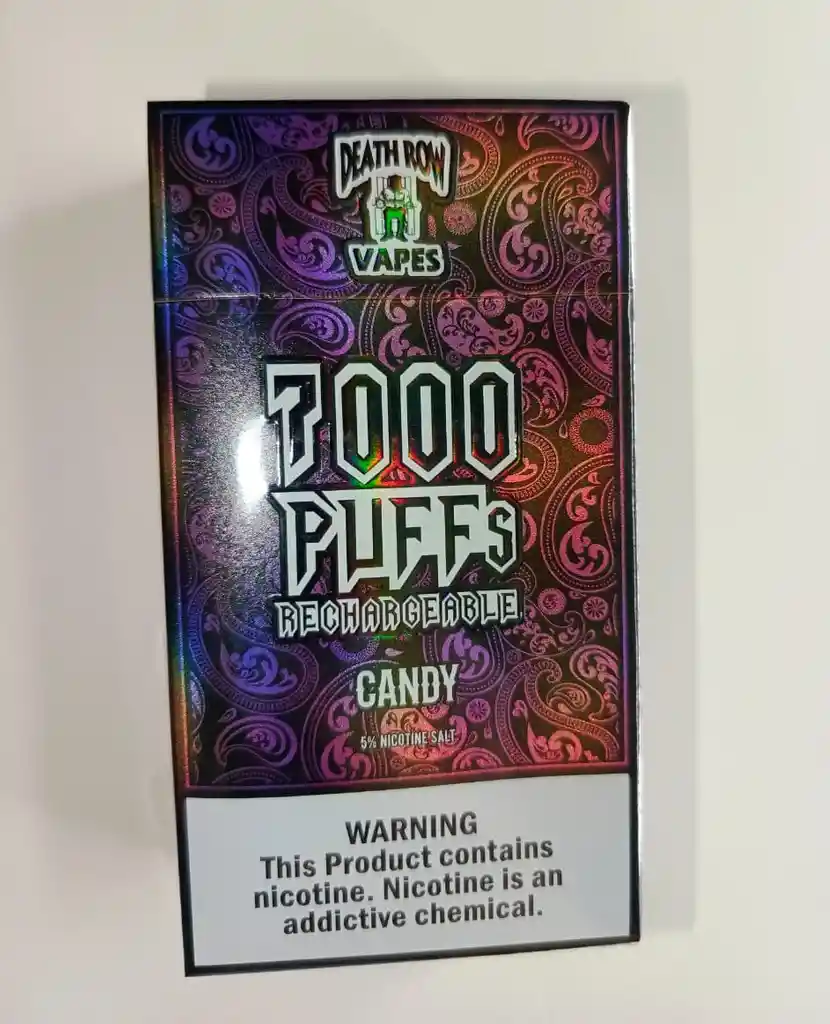 DEATH ROW
VAPES
7000
PUFFS
RECHARGEABLE
CANDY
5% NICOTINE SALT
WARNING
This Product contains
nicotine. Nicotine is an
addictive chemical.